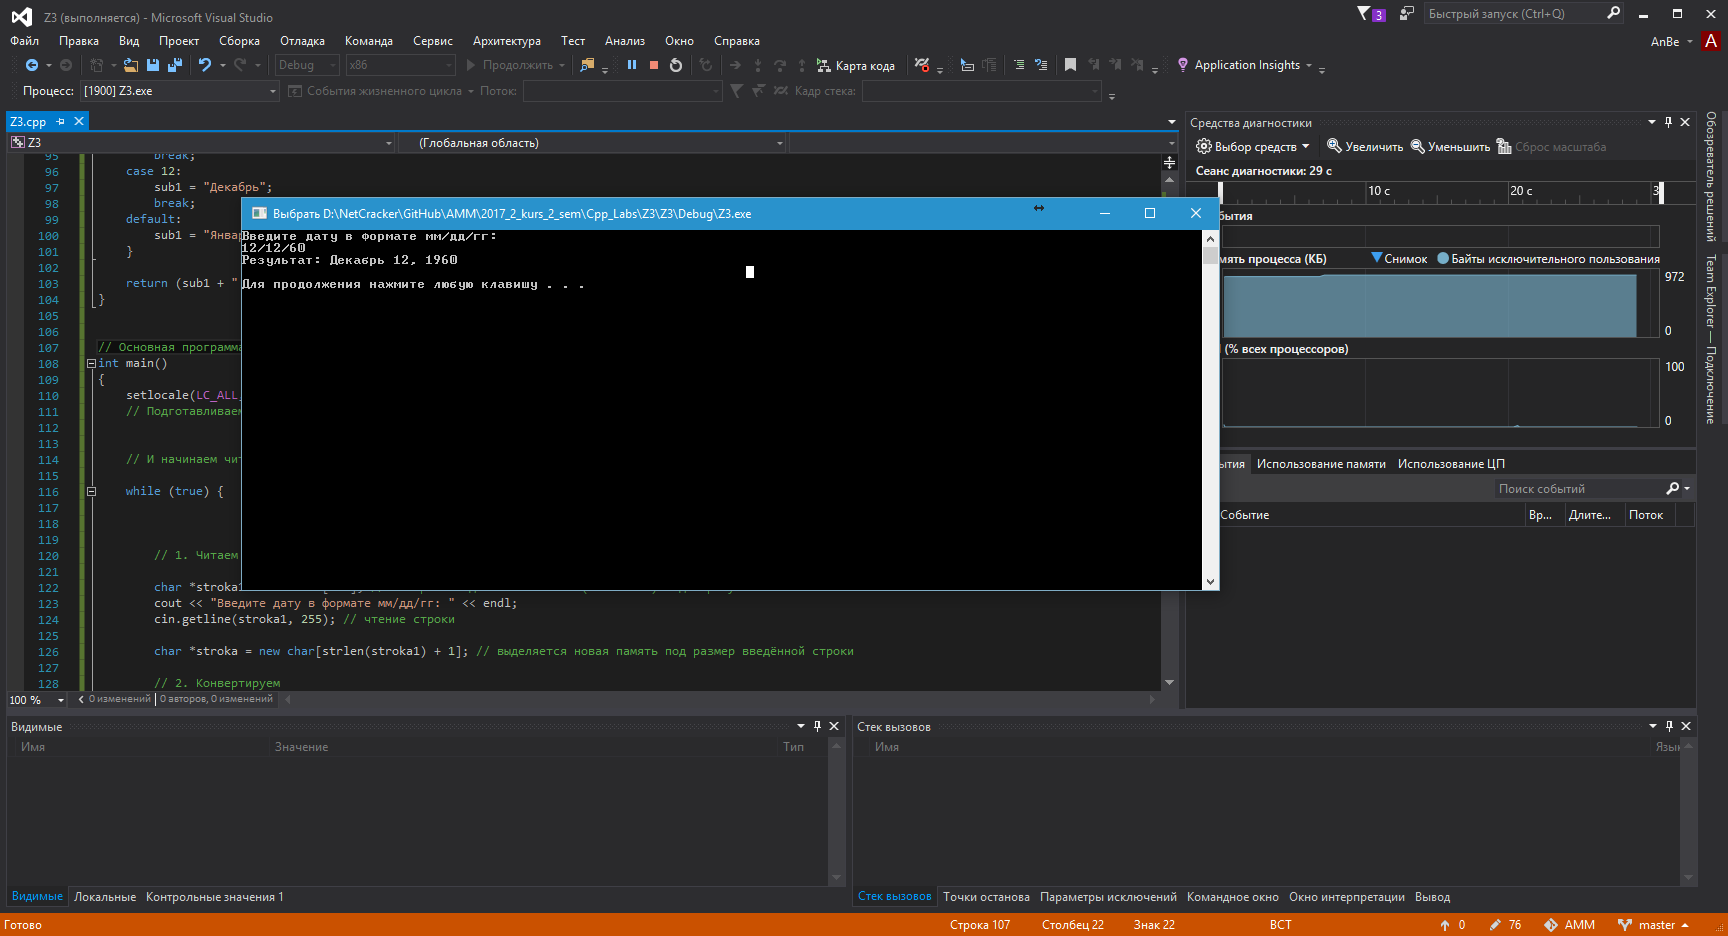 Z3 (выполняется) - Microsoft Visual Studio
3
Быстрый запуск (Ctrl+Q)
Файл Правка Вид Проект Сборка Отладка Команда Сервис Архитектура Тест Анализ Окно Справка
AnBe A
Debug x86 Продолжить Карта кода Application Insights
Процесс: [1900] Z3.exe События жизненного цикла Поток: Кадр стека:
Z3.cpp
Z3 (Глобальная область)
95 break;
96 case 12:
97 sub1 = "Декабрь";
98 break;
99 default:
100 sub1 = "Янва
101 }
102
103 return (sub1 + "
104 }
105
106
107 // Основная программа
108 int main()
109 {
110 setlocale(LC_ALL,
111 // Подготавливаем
112
113
114 // И начинаем чит
115
116 while (true) {
117
118
119
120 // 1. Читаем
121
122 char *stroka1
123 cout << "Введите дату в формате мм/дд/гг: " << endl;
124 cin.getline(stroka1, 255); // чтение строки
125
126 char *stroka = new char[strlen(stroka1) + 1]; // выделяется новая память под размер введённой строки
127
128 // 2. Конвертируем
100 % 0 изменений 0 авторов, 0 изменений
Выбрать D:\NetCracker\GitHub\AMM\2017_2_kurs_2_sem\Cpp_Labs\Z3\Z3\Debug\Z3.exe
Введите дату в формате мм/дд/гг:
12/12/60
Результат: Декабрь 12, 1960
Для продолжения нажмите любую клавишу . . .
Средства диагностики
Выбор средств Увеличить Уменьшить Сброс масштаба
Сеанс диагностики: 29 с
10 с 20 с 3
бытия
мять процесса (КБ) Снимок Байты исключительного пользования
972
0
(% всех процессоров)
100
0
ытия Использование памяти Использование ЦП
Поиск событий
Событие Вр... Длите... Поток
Обозреватель решений
Team Explorer — Подключение
Видимые
Имя Значение Тип
Видимые Локальные Контрольные значения 1
Стек вызовов
Имя Язык
Стек вызовов Точки останова Параметры исключений Командное окно Окно интерпретации Вывод
Готово Строка 107 Столбец 22 Знак 22 ВСТ 0 76 AMM master